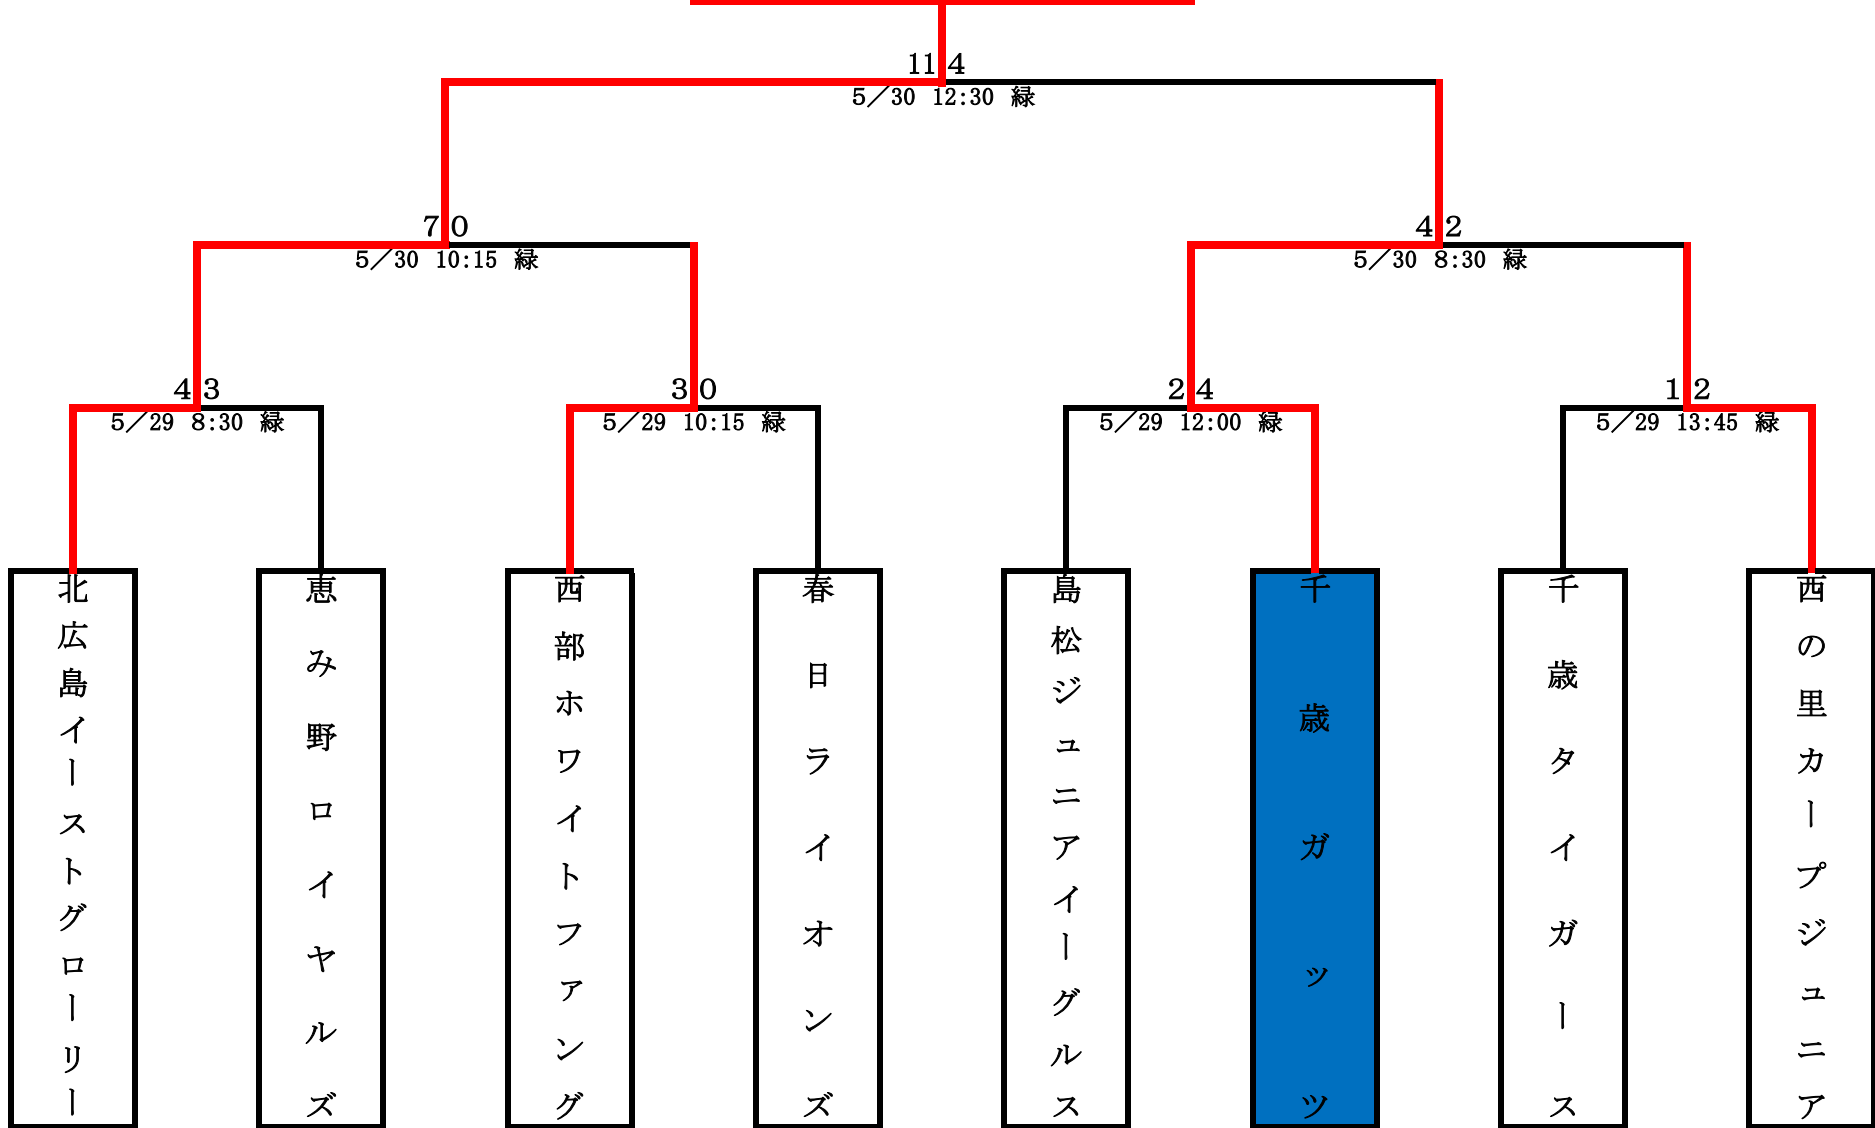 11 4
5／30 12:30 緑
7 0
5／30 10:15 緑
4 2
5／30 8:30 緑
4 3
5／29 8:30 緑
3 0
5／29 10:15 緑
2 4
5／29 12:00 緑
1 2
5／29 13:45 緑
北広島イーストグローリー
恵み野ロイヤルズ
西部ホワイトファング
春日ライオンズ
島松ジュニアイーグルス
千歳ガッツ
千歳タイガース
西の里カープジュニア